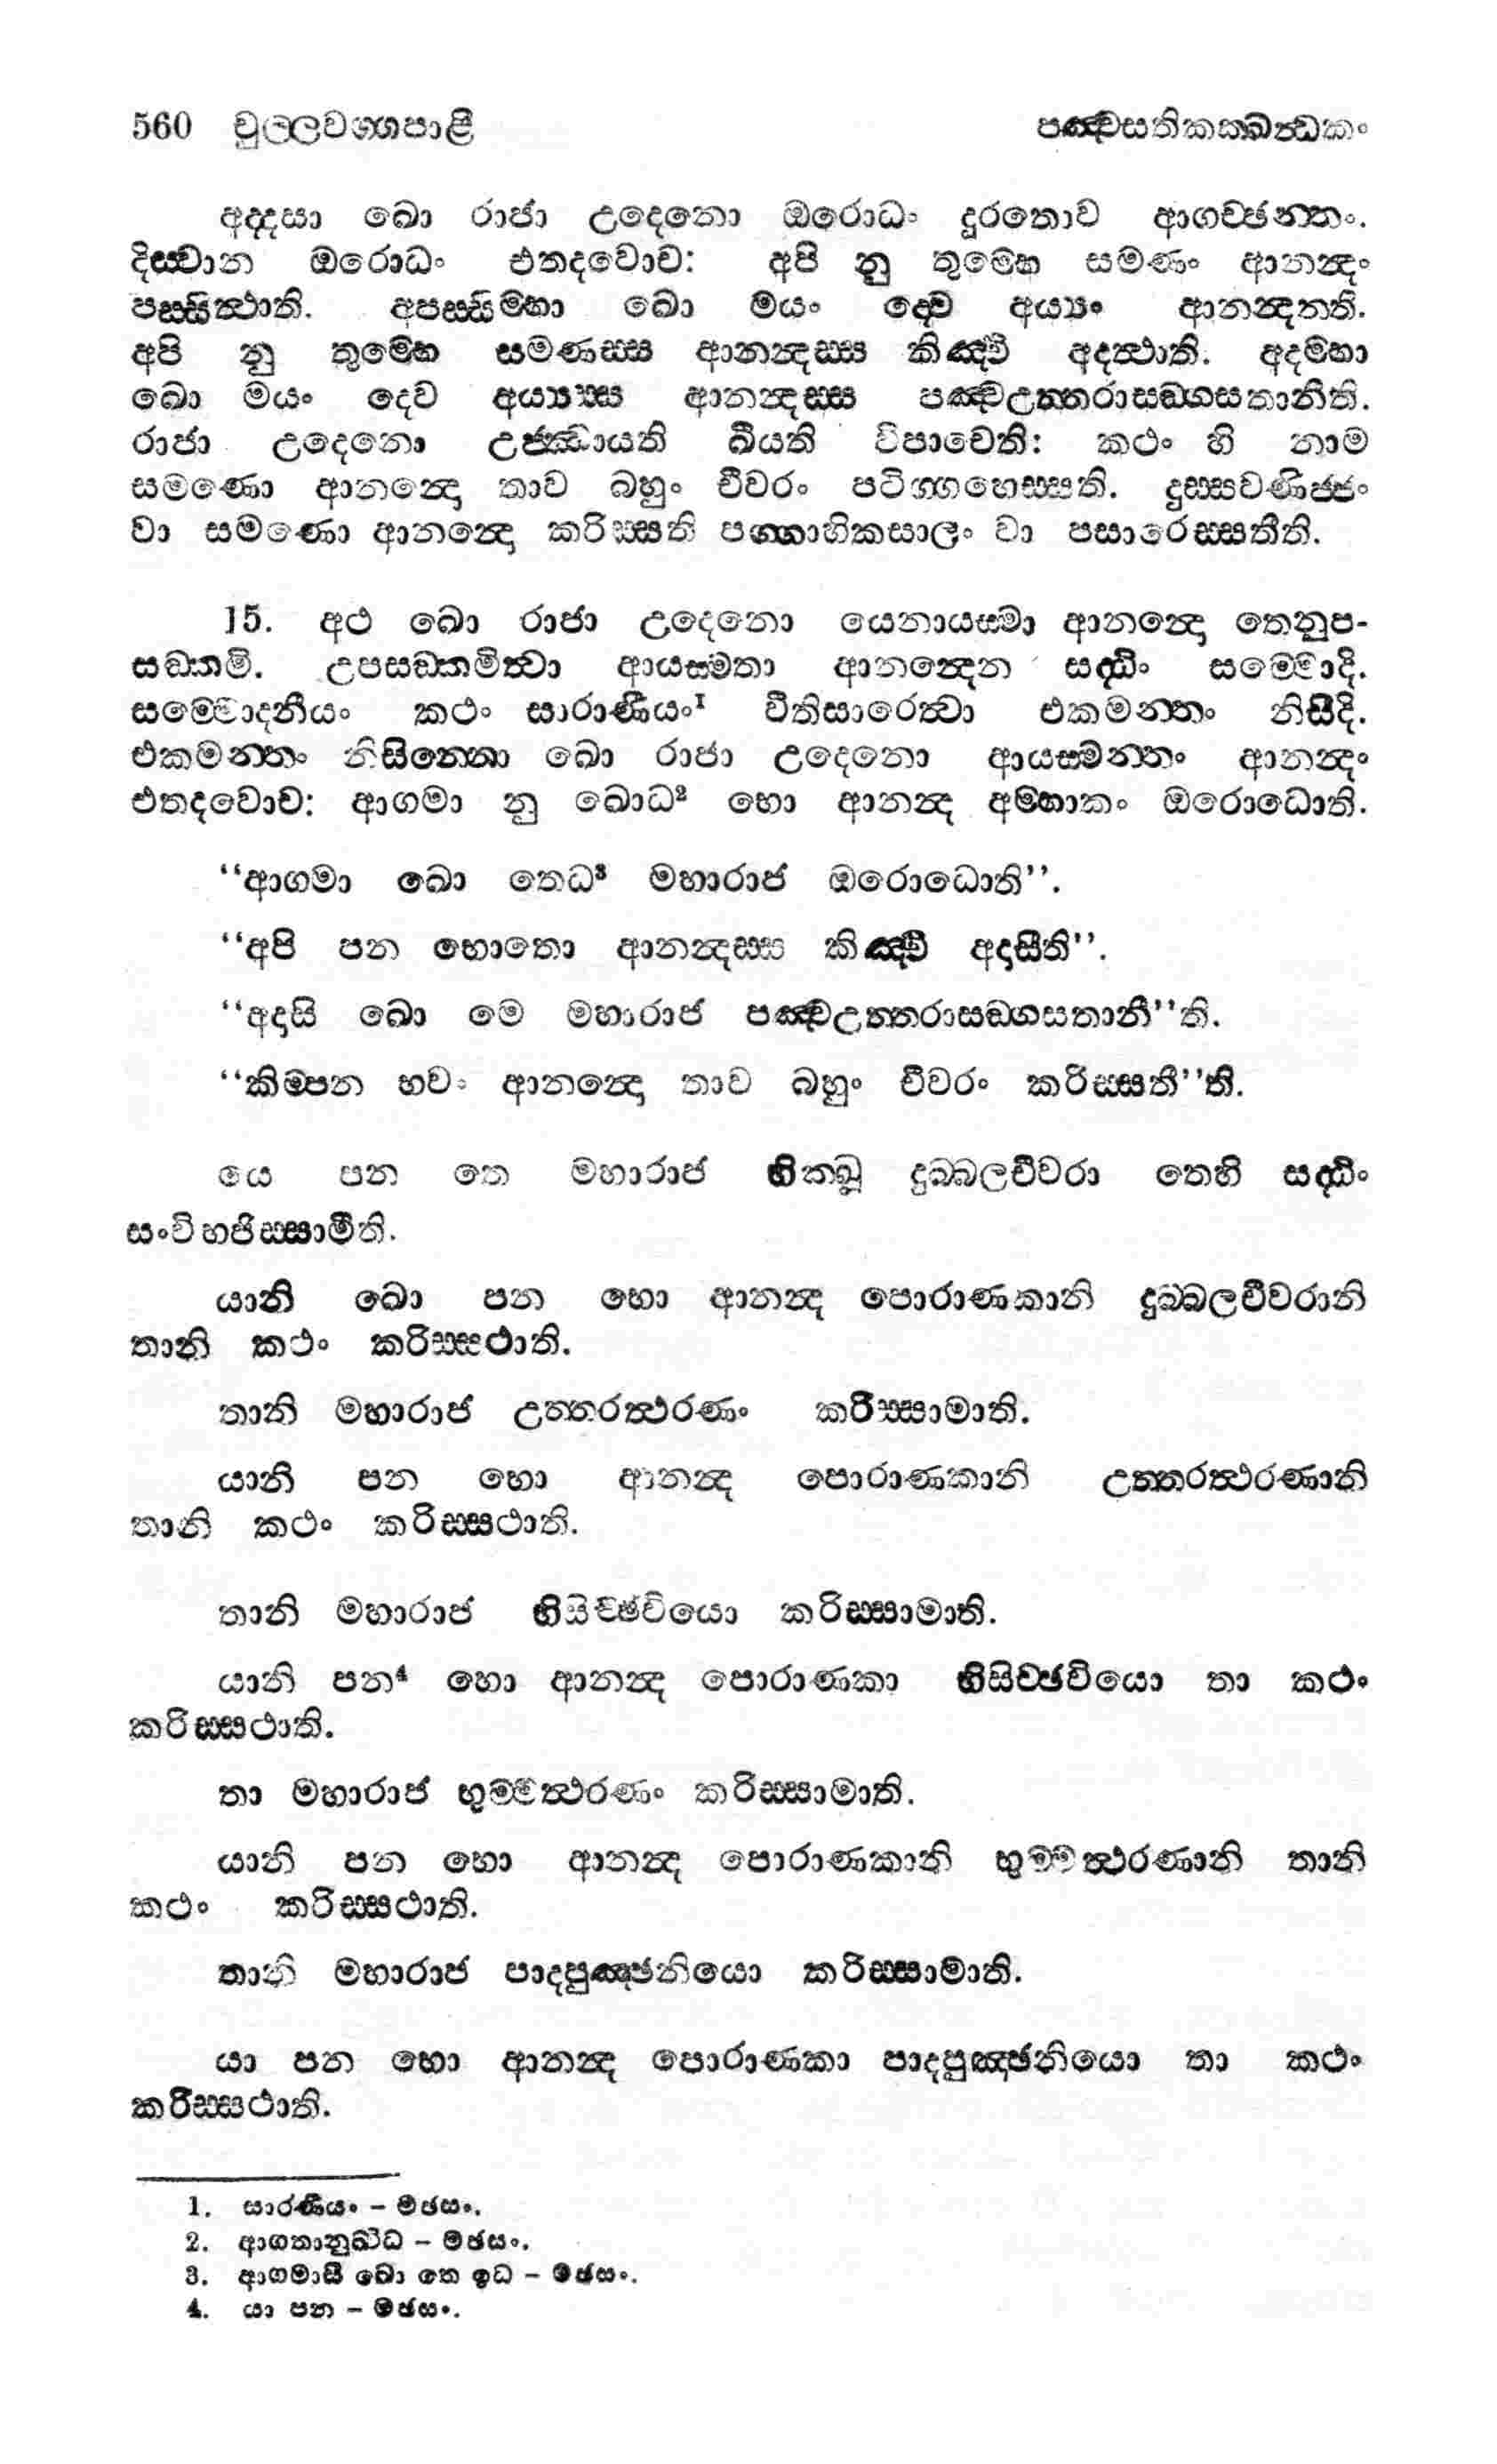 560 චුල්ලවග්ගපාළි පඤ්චසතිකක්ඛන්ධකං
අද්දසා ඛො රාජා උදෙනො ඔරොධං දූරතොව ආගච්ඡන්තං.
දිස්වාන ඔරොධං එතදවොච: අපි නු තුම්හෙ සමණං ආනන්දං
පස්සිත්ථාති. අපස්සිම්හා ඛො මයං දෙව අය්‍යං ආනන්දන්ති.
අපි නු තුම්හෙ සමණස්ස ආනන්දස්ස කිඤ්චි අදත්ථාති. අදම්හා
ඛො මයං දෙව අය්‍යස්ස ආනන්දස්ස පඤ්චඋත්තරාසඞ්ගසතානීති.
රාජා උදෙනො උජ්ඣායති ඛීයති විපාචෙති: කථං හි නාම
සමණො ආනන්දො තාව බහුං චීවරං පටිග්ගහෙස්සති. දුස්සවණිජ්ජං
වා සමණො ආනන්දො කරිස්සති පග්ගාහිකසාලං වා පසාරෙස්සතීති.
15. අථ ඛො රාජා උදෙනො යෙනායස්මා ආනන්දො තෙනුප-
සඞ්කමි. උපසඞ්කමිත්වා ආයස්මතා ආනන්දෙන සද්ධිං සම්මොදි.
සම්මොදනීයං කථං සාරාණීයං¹ වීතිසාරෙත්වා එකමන්තං නිසීදි.
එකමන්තං නිසින්නො ඛො රාජා උදෙනො ආයස්මන්තං ආනන්දං
එතදවොච: ආගමා නු ඛොධ² භො ආනන්ද අම්හාකං ඔරොධොති.
“ආගමා ඛො තෙධ³ මහාරාජ ඔරොධොති”.
“අපි පන භොතො ආනන්දස්ස කිඤ්චි අදාසීති”.
“අදාසි ඛො මෙ මහාරාජ පඤ්චඋත්තරාසඞ්ගසතානී”ති.
“කිම්පන භවං ආනන්දො තාව බහුං චීවරං කරිස්සතී”ති.
යෙ පන තෙ මහාරාජ භික්ඛූ දුබ්බලචීවරා තෙහි සද්ධිං
සංවිභජිස්සාමීති.
යානි ඛො පන භො ආනන්ද පොරාණකානි දුබ්බලචීවරානි
තානි කථං කරිස්සථාති.
තානි මහාරාජ උත්තරත්ථරණං කරිස්සාමාති.
යානි පන භො ආනන්ද පොරාණකානි උත්තරත්ථරණානි
තානි කථං කරිස්සථාති.
තානි මහාරාජ භිසිච්ඡවියො කරිස්සාමාති.
යානි පන⁴ භො ආනන්ද පොරාණකා භිසිච්ඡවියො තා කථං
කරිස්සථාති.
තා මහාරාජ භුම්මත්ථරණං කරිස්සාමාති.
යානි පන භො ආනන්ද පොරාණකානි භුම්මත්ථරණානි තානි
කථං කරිස්සථාති.
තානි මහාරාජ පාදපුඤ්ඡනියො කරිස්සාමාති.
යා පන භො ආනන්ද පොරාණකා පාදපුඤ්ඡනියො තා කථං
කරිස්සථාති.
1. සාරණීයං – මඡසං.
2. ආගතානුඛ්විධ – මඡසං.
3. ආගමාසි ඛො තෙ ඉධ – මඡසං.
4. යා පන – මඡසං.